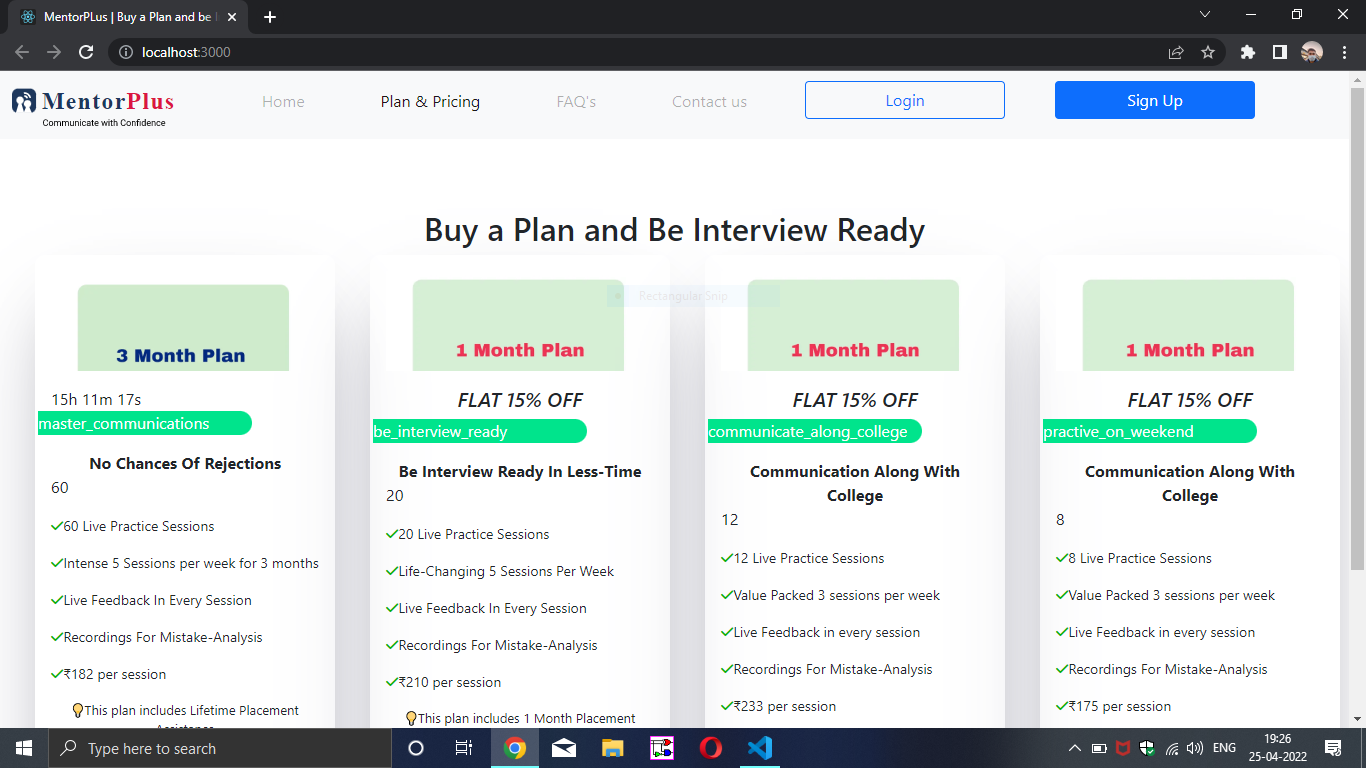 MentorPLus | Buy a Plan and be I
localhost:3000
MentorPlus
Communicate with Confidence
Home
Plan & Pricing
FAQ's
Contact us
Login
Sign Up
Buy a Plan and Be Interview Ready
Rectangular Snip
3 Month Plan
15h 11m 17s
master_communications
No Chances Of Rejections
60
60 Live Practice Sessions
Intense 5 Sessions per week for 3 months
Live Feedback In Every Session
Recordings For Mistake-Analysis
₹182 per session
This plan includes Lifetime Placement
Assistance
1 Month Plan
FLAT 15% OFF
be_interview_ready
Be Interview Ready In Less-Time
20
20 Live Practice Sessions
Life-Changing 5 Sessions Per Week
Live Feedback In Every Session
Recordings For Mistake-Analysis
₹210 per session
This plan includes 1 Month Placement
1 Month Plan
FLAT 15% OFF
communicate_along_college
Communication Along With
College
12
12 Live Practice Sessions
Value Packed 3 sessions per week
Live Feedback in every session
Recordings For Mistake-Analysis
₹233 per session
1 Month Plan
FLAT 15% OFF
practive_on_weekend
Communication Along With
College
8
8 Live Practice Sessions
Value Packed 3 sessions per week
Live Feedback in every session
Recordings For Mistake-Analysis
₹175 per session
Type here to search
ENG
19:26
25-04-2022